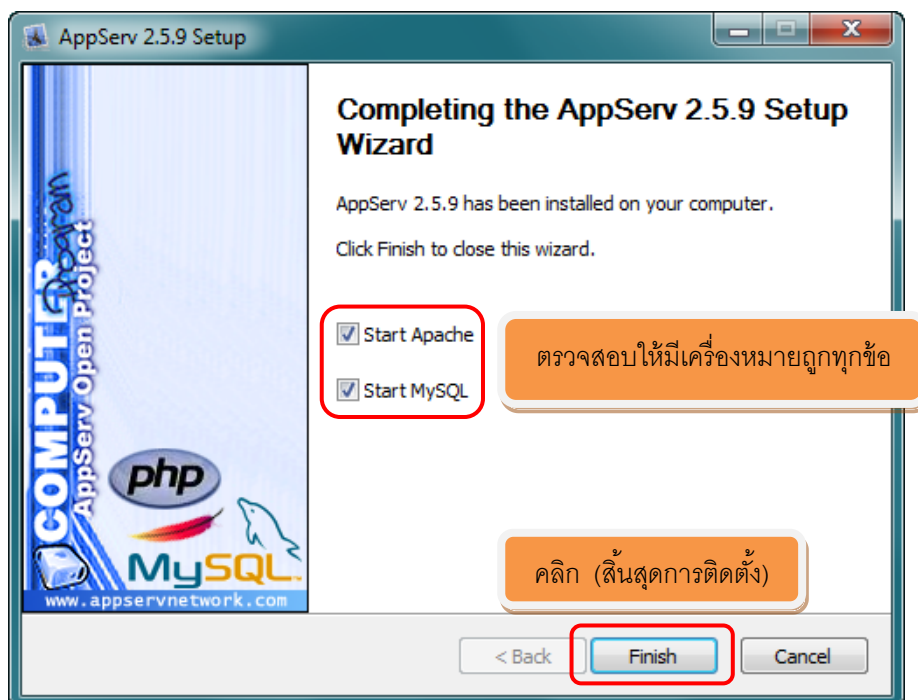 AppServ 2.5.9 Setup
Completing the AppServ 2.5.9 Setup
Wizard
AppServ 2.5.9 has been installed on your computer.
Click Finish to close this wizard.
Start Apache
ตรวจสอบให้มีเครื่องหมายถูกทุกข้อ
Start MySQL
COMPUTER
Program
AppServ Open Project
php
MySQL
www.appservnetwork.com
คลิก (สิ้นสุดการติดตั้ง)
< Back
Finish
Cancel